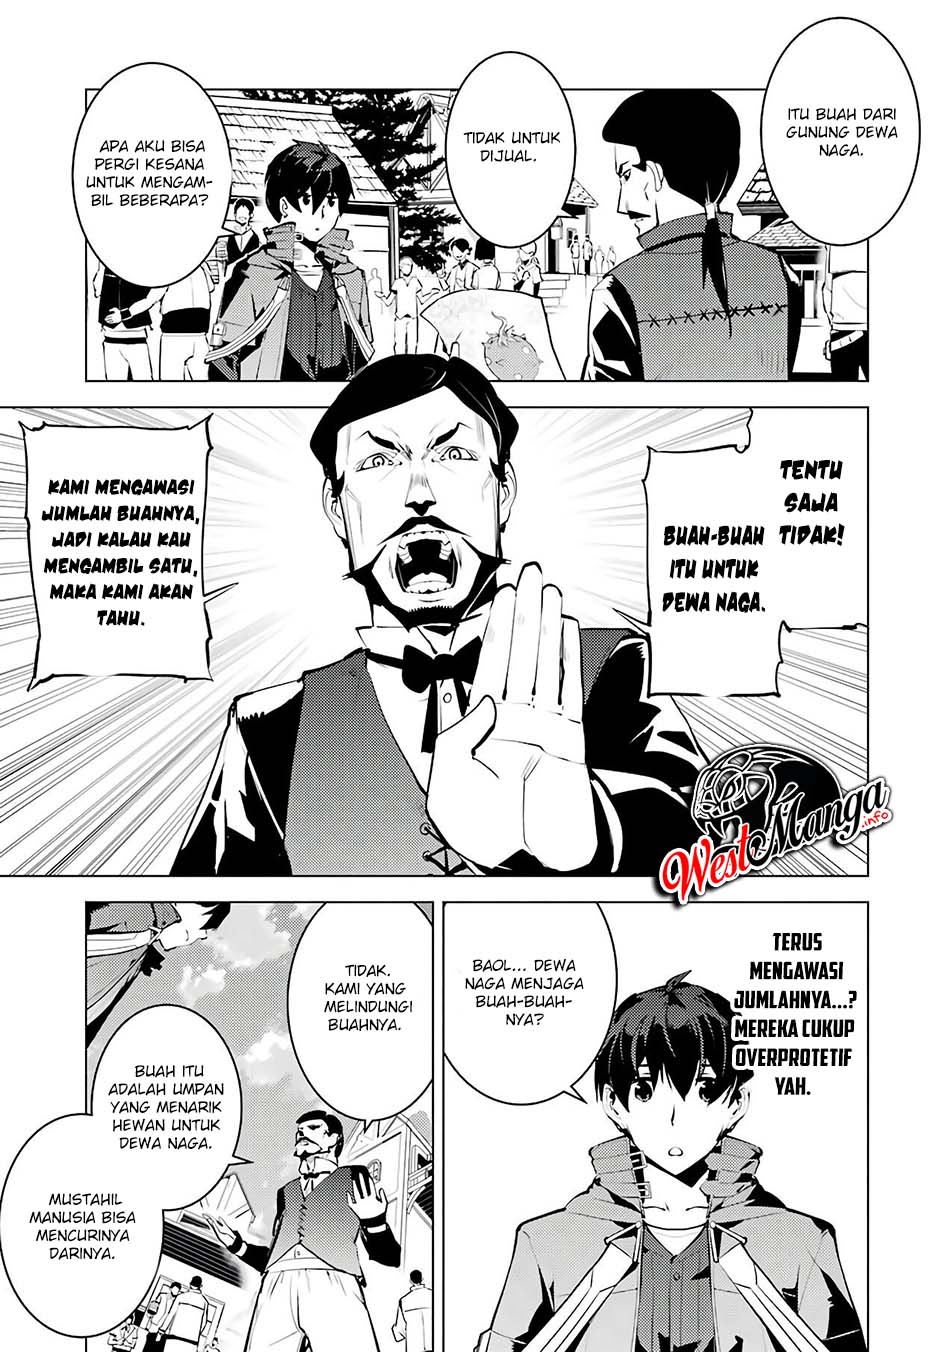 ITU BUAH DARI
GUNUNG DEWA
NAGA.
TIDAK UNTUK
DIJUAL.
APA AKU BISA
PERGI KESANA
UNTUK MENGAM-
BIL BEBERAPA?
TENTU
SAJA
TIDAK!
BUAH-BUAH
ITU UNTUK
DEWA NAGA.
KAMI MENGAWASI
JUMLAH BUAHNYA,
JADI KALAU KAU
MENGAMBIL SATU,
MAKA KAMI AKAN
TAHU.
WestManga
.info
TERUS
MENGAWASI
JUMLAHNYA...?
MEREKA CUKUP
OVERPROTETIF
YAH.
BAOL... DEWA
NAGA MENJAGA
BUAH-BUAH-
NYA?
TIDAK.
KAMI YANG
MELINDUNGI
BUAHNYA.
BUAH ITU
ADALAH UMPAN
YANG MENARIK
HEWAN UNTUK
DEWA NAGA.
MUSTAHIL
MANUSIA BISA
MENCURINYA
DARINYA.